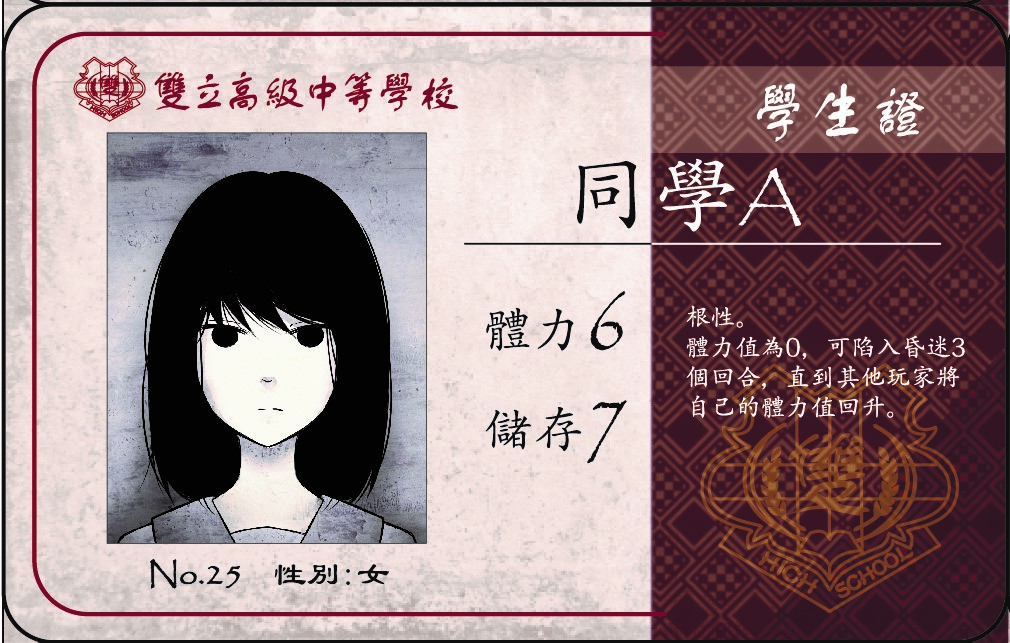 雙立高級中等學校
學生證
同學A
體力6
儲存7
根性。
體力值為0，可陷入昏迷3
個回合，直到其他玩家將
自己的體力值回升。
No.25 性別:女
雙
HIGH SCHOOL